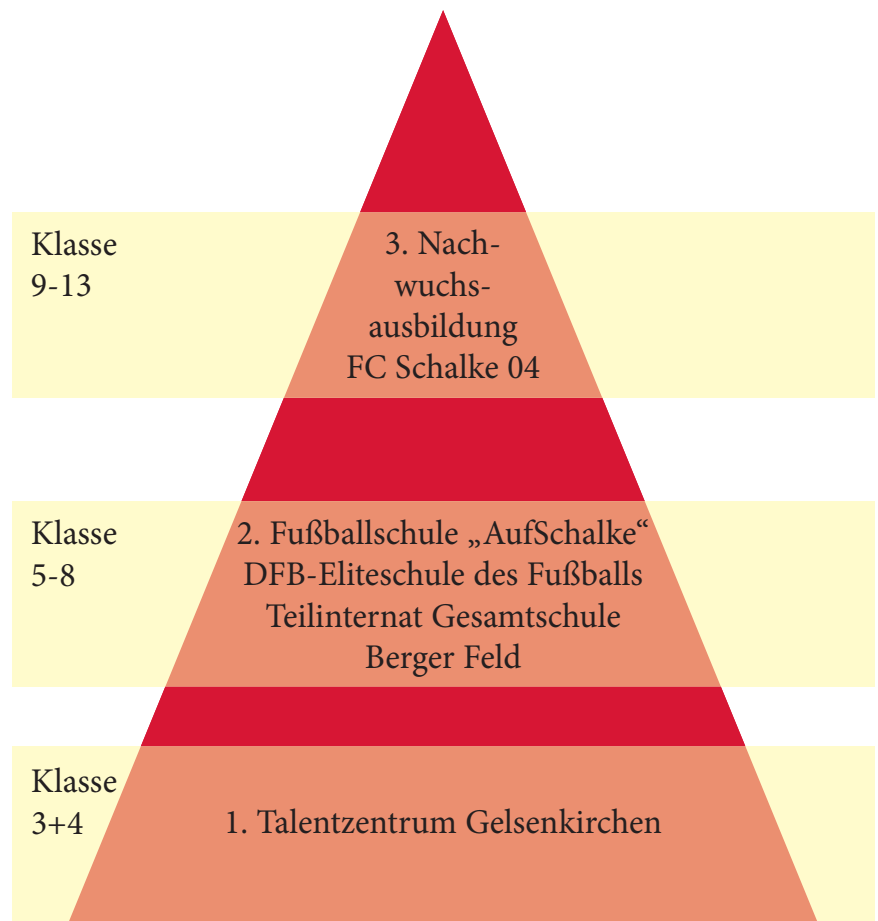 Klasse
9-13
3. Nach-
wuchs-
ausbildung
FC Schalke 04
Klasse
5-8
2. Fußballschule „AufSchalke“
DFB-Eliteschule des Fußballs
Teilinternat Gesamtschule
Berger Feld
Klasse
3+4
1. Talentzentrum Gelsenkirchen